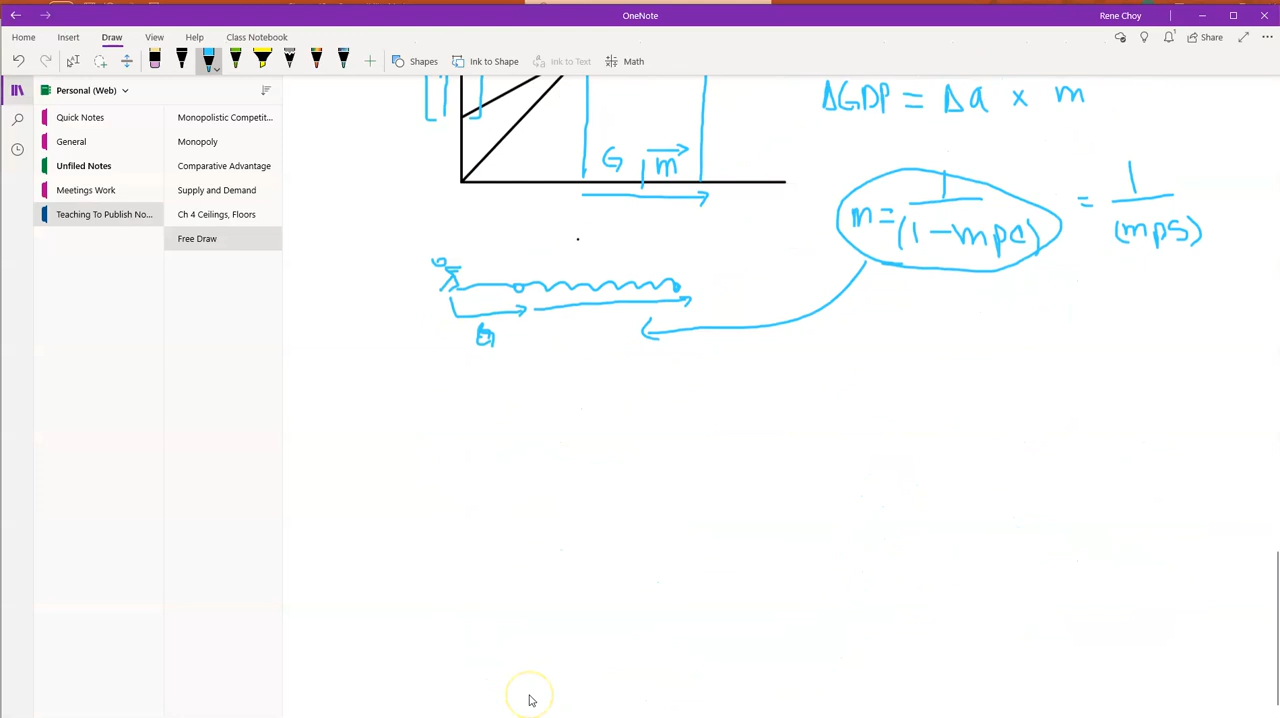 OneNote
Rene Choy
Home Insert Draw View Help Class Notebook
Share
Shapes Ink to Shape Ink to Text Math
Personal (Web)
Quick Notes
General
Unfiled Notes
Meetings Work
Teaching To Publish No...
Monopolistic Competit...
Monopoly
Comparative Advantage
Supply and Demand
Ch 4 Ceilings, Floors
Free Draw
ΔGDP = Δa × m
G m
m = 1/(1-mpc) = 1/(mps)
G